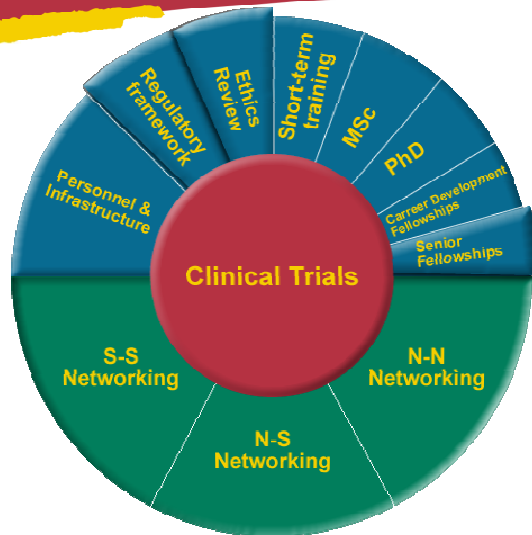 Personnel &
Infrastructure
Regulatory
framework
Ethics
Review
Short-term
training
MSc
PhD
Carreer Development
Fellowships
Senior
Fellowships
Clinical Trials
S-S
Networking
N-S
Networking
N-N
Networking